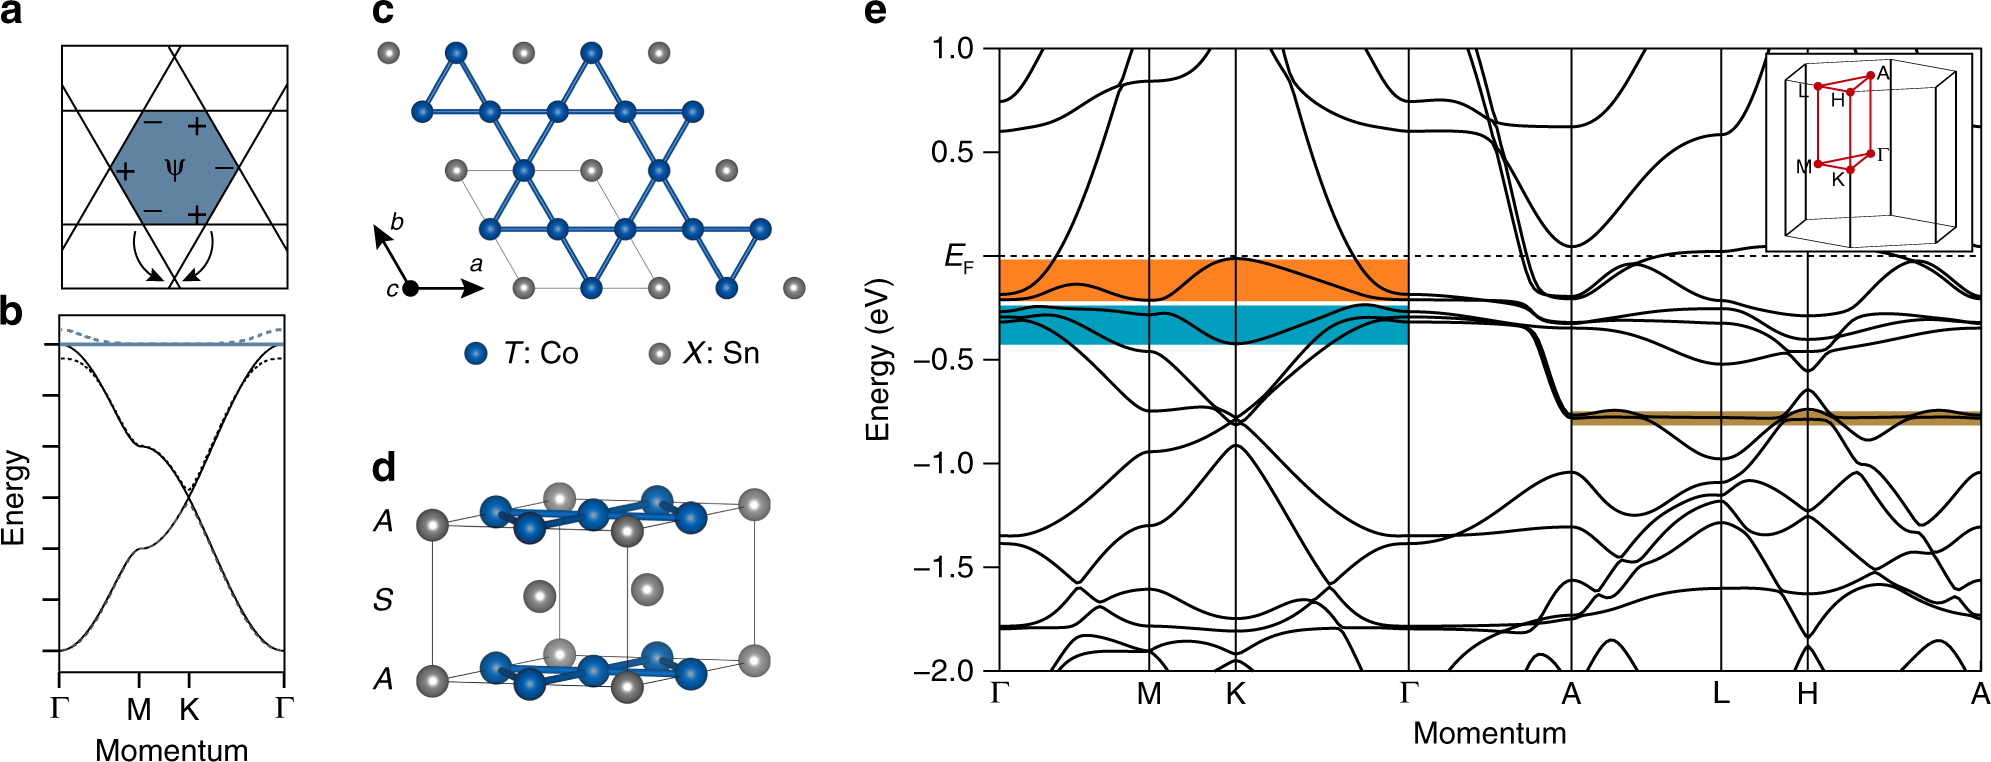 a
− +
+ ψ −
− +
b
Energy
Γ M K Γ
Momentum
c
b
a
c
T: Co X: Sn
d
A
S
A
e
Energy (eV)
1.0
0.5
E_F
−0.5
−1.0
−1.5
−2.0
Γ M K Γ A L H A
Momentum
A
L
H
Γ
M
K